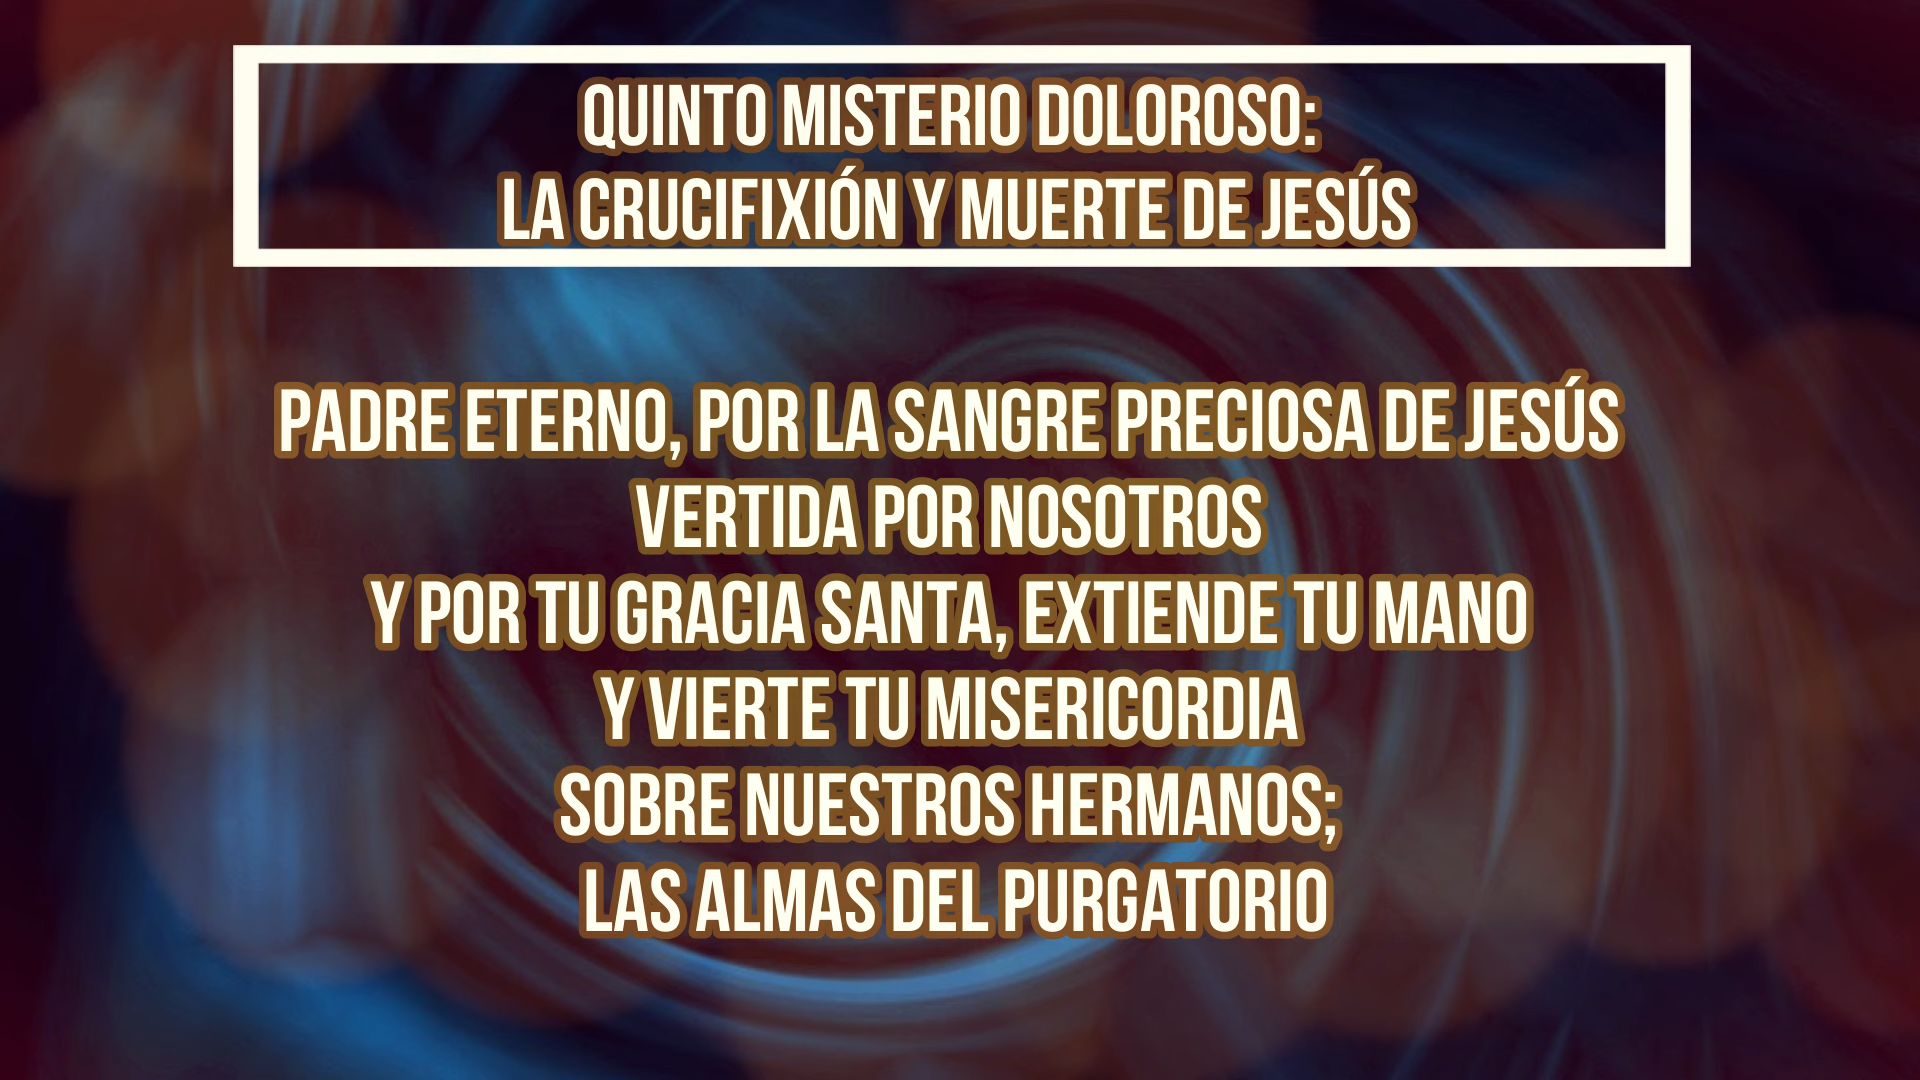 QUINTO MISTERIO DOLOROSO:
LA CRUCIFIXIÓN Y MUERTE DE JESÚS
PADRE ETERNO, POR LA SANGRE PRECIOSA DE JESÚS
VERTIDA POR NOSOTROS
Y POR TU GRACIA SANTA, EXTIENDE TU MANO
Y VIERTE TU MISERICORDIA
SOBRE NUESTROS HERMANOS;
LAS ALMAS DEL PURGATORIO